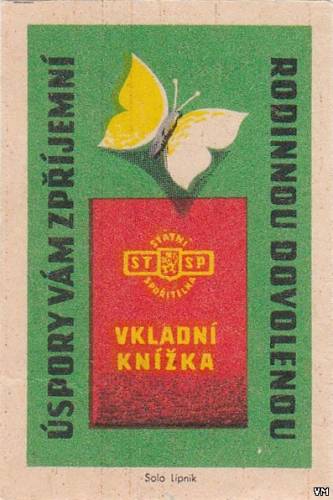 ÚSPORY VÁM ZPŘÍJEMNÍ
RODINNOU DOVOLENOU
STÁTNÍ
ST SP
SPOŘITELNA
VKLADNÍ
KNÍŽKA
Solo Lipník
VM